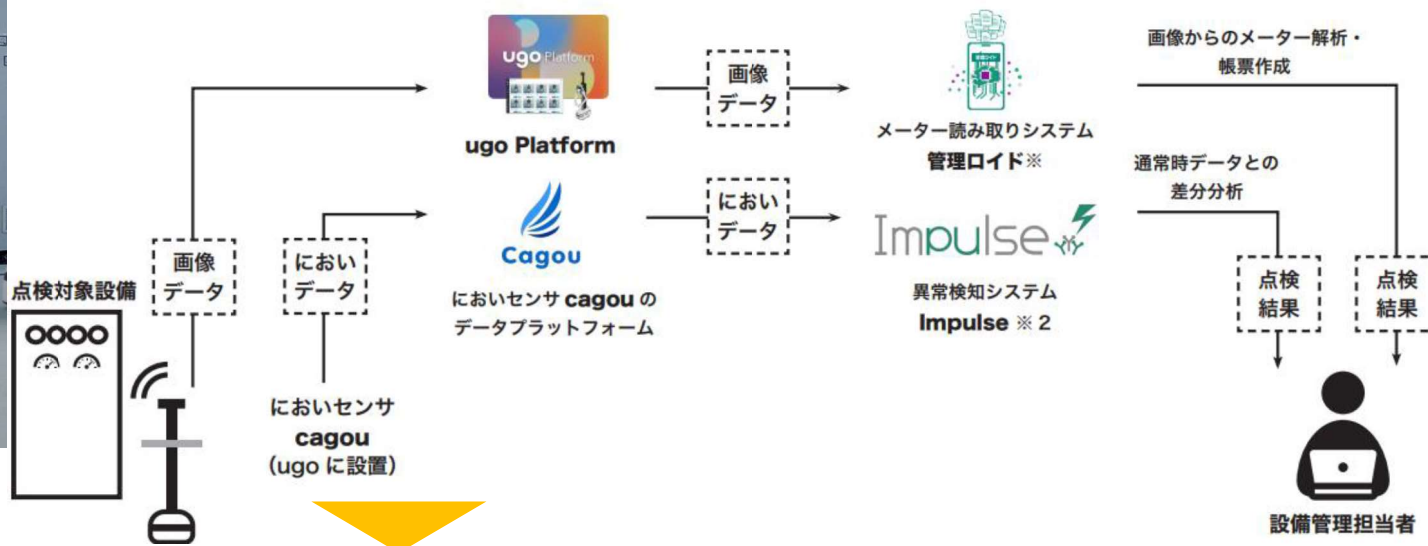 ugo Platform
ugo Platform
画像
データ
メーター読み取りシステム
管理ロイド※
画像からのメーター解析・
帳票作成
Cagou
においセンサ cagou の
データプラットフォーム
におい
データ
Impulse
異常検知システム
Impulse ※ 2
通常時データとの
差分分析
点検対象設備
画像
データ
におい
データ
においセンサ
cagou
（ugo に設置）
点検
結果
点検
結果
設備管理担当者